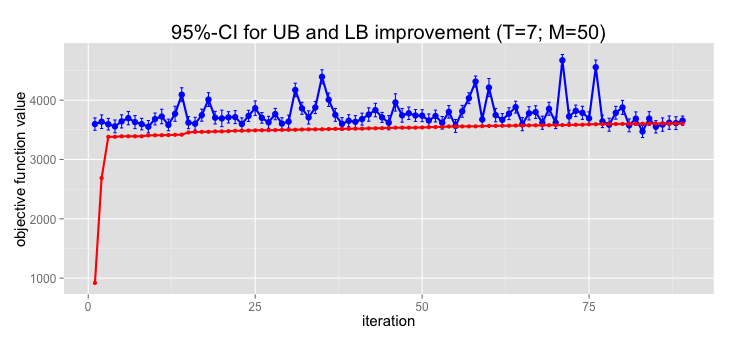 95%-CI for UB and LB improvement (T=7; M=50)
objective function value
4000
3000
2000
1000
0
25
50
75
iteration